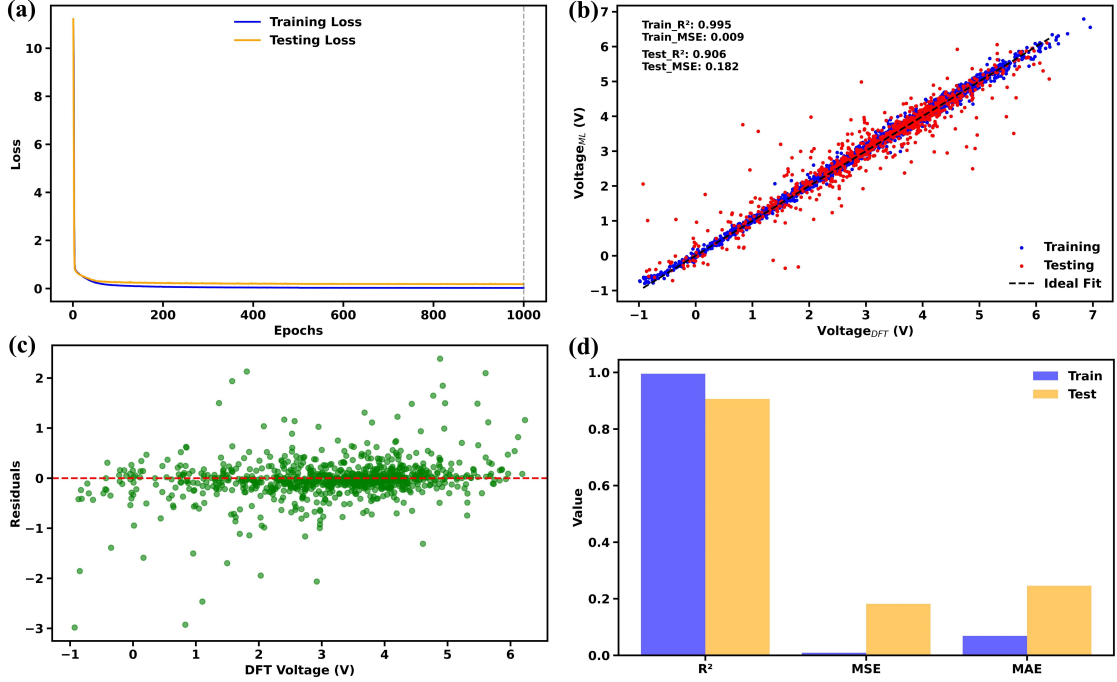 (a)
Training Loss
Testing Loss
Loss
10
8
6
4
2
0
0 200 400 600 800 1000
Epochs
(b)
Train_R²: 0.995
Train_MSE: 0.009
Test_R²: 0.906
Test_MSE: 0.182
Voltage_ML (V)
7
6
5
4
3
2
1
0
−1
Training
Testing
Ideal Fit
−1 0 1 2 3 4 5 6 7
Voltage_DFT (V)
(c)
Residuals
2
1
0
−1
−2
−3
−1 0 1 2 3 4 5 6
DFT Voltage (V)
(d)
Train
Test
Value
1.0
0.8
0.6
0.4
0.2
0.0
R² MSE MAE